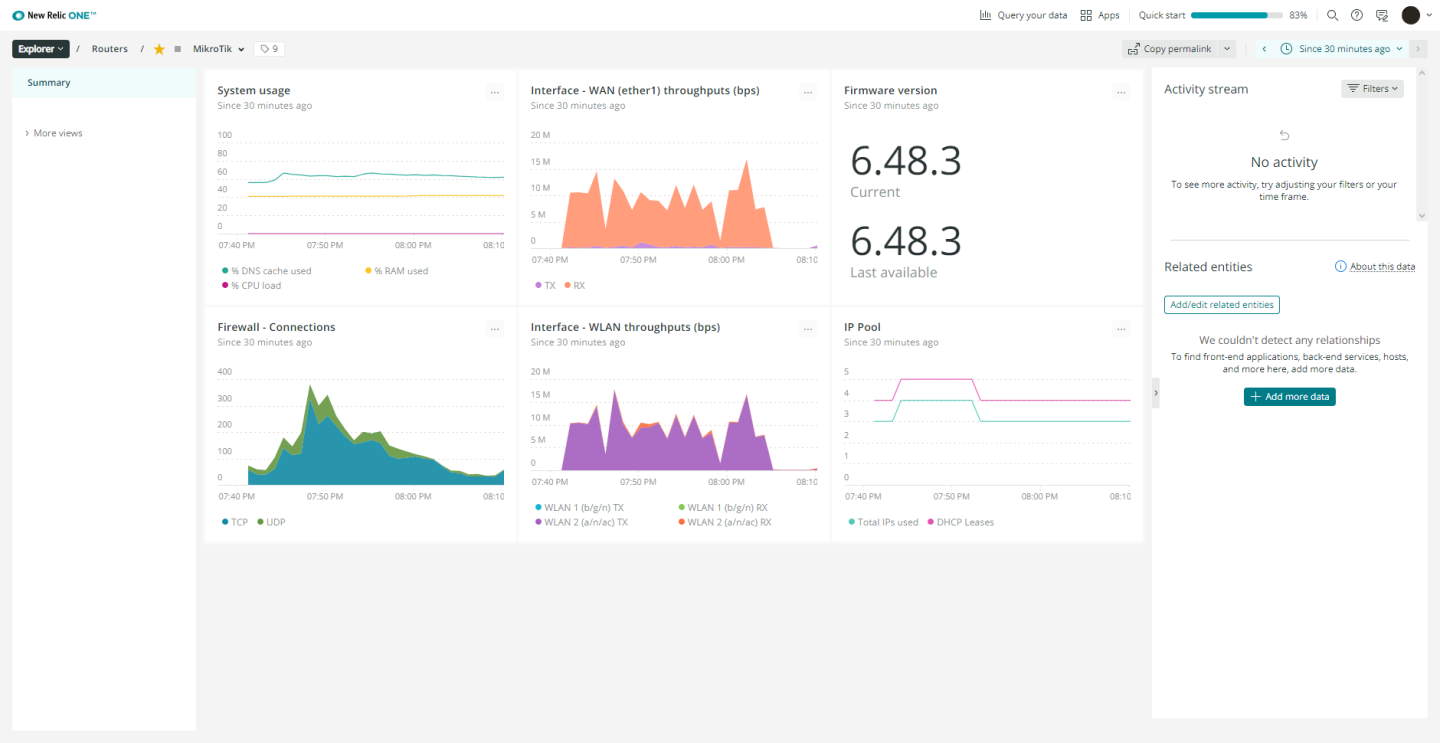 New Relic ONE™
Query your data
Apps
Quick start
83%
Explorer
/
Routers
/
MikroTik
9
Copy permalink
Since 30 minutes ago
Summary
More views
System usage
Since 30 minutes ago
...
100
80
60
40
20
0
07:40 PM 07:50 PM 08:00 PM 08:10
% DNS cache used
% RAM used
% CPU load
Interface - WAN (ether1) throughputs (bps)
Since 30 minutes ago
...
20 M
15 M
10 M
5 M
0
07:40 PM 07:50 PM 08:00 PM 08:10
TX RX
Firmware version
Since 30 minutes ago
...
6.48.3
Current
6.48.3
Last available
Firewall - Connections
Since 30 minutes ago
...
400
300
200
100
0
07:40 PM 07:50 PM 08:00 PM 08:10
TCP UDP
Interface - WLAN throughputs (bps)
Since 30 minutes ago
...
20 M
15 M
10 M
5 M
0
07:40 PM 07:50 PM 08:00 PM 08:10
WLAN 1 (b/g/n) TX
WLAN 1 (b/g/n) RX
WLAN 2 (a/n/ac) TX
WLAN 2 (a/n/ac) RX
IP Pool
Since 30 minutes ago
...
5
4
3
2
1
0
07:40 PM 07:50 PM 08:00 PM 08:10
Total IPs used DHCP Leases
Activity stream
Filters
No activity
To see more activity, try adjusting your filters or your
time frame.
Related entities
About this data
Add/edit related entities
We couldn't detect any relationships
To find front-end applications, back-end services, hosts,
and more here, add more data.
Add more data